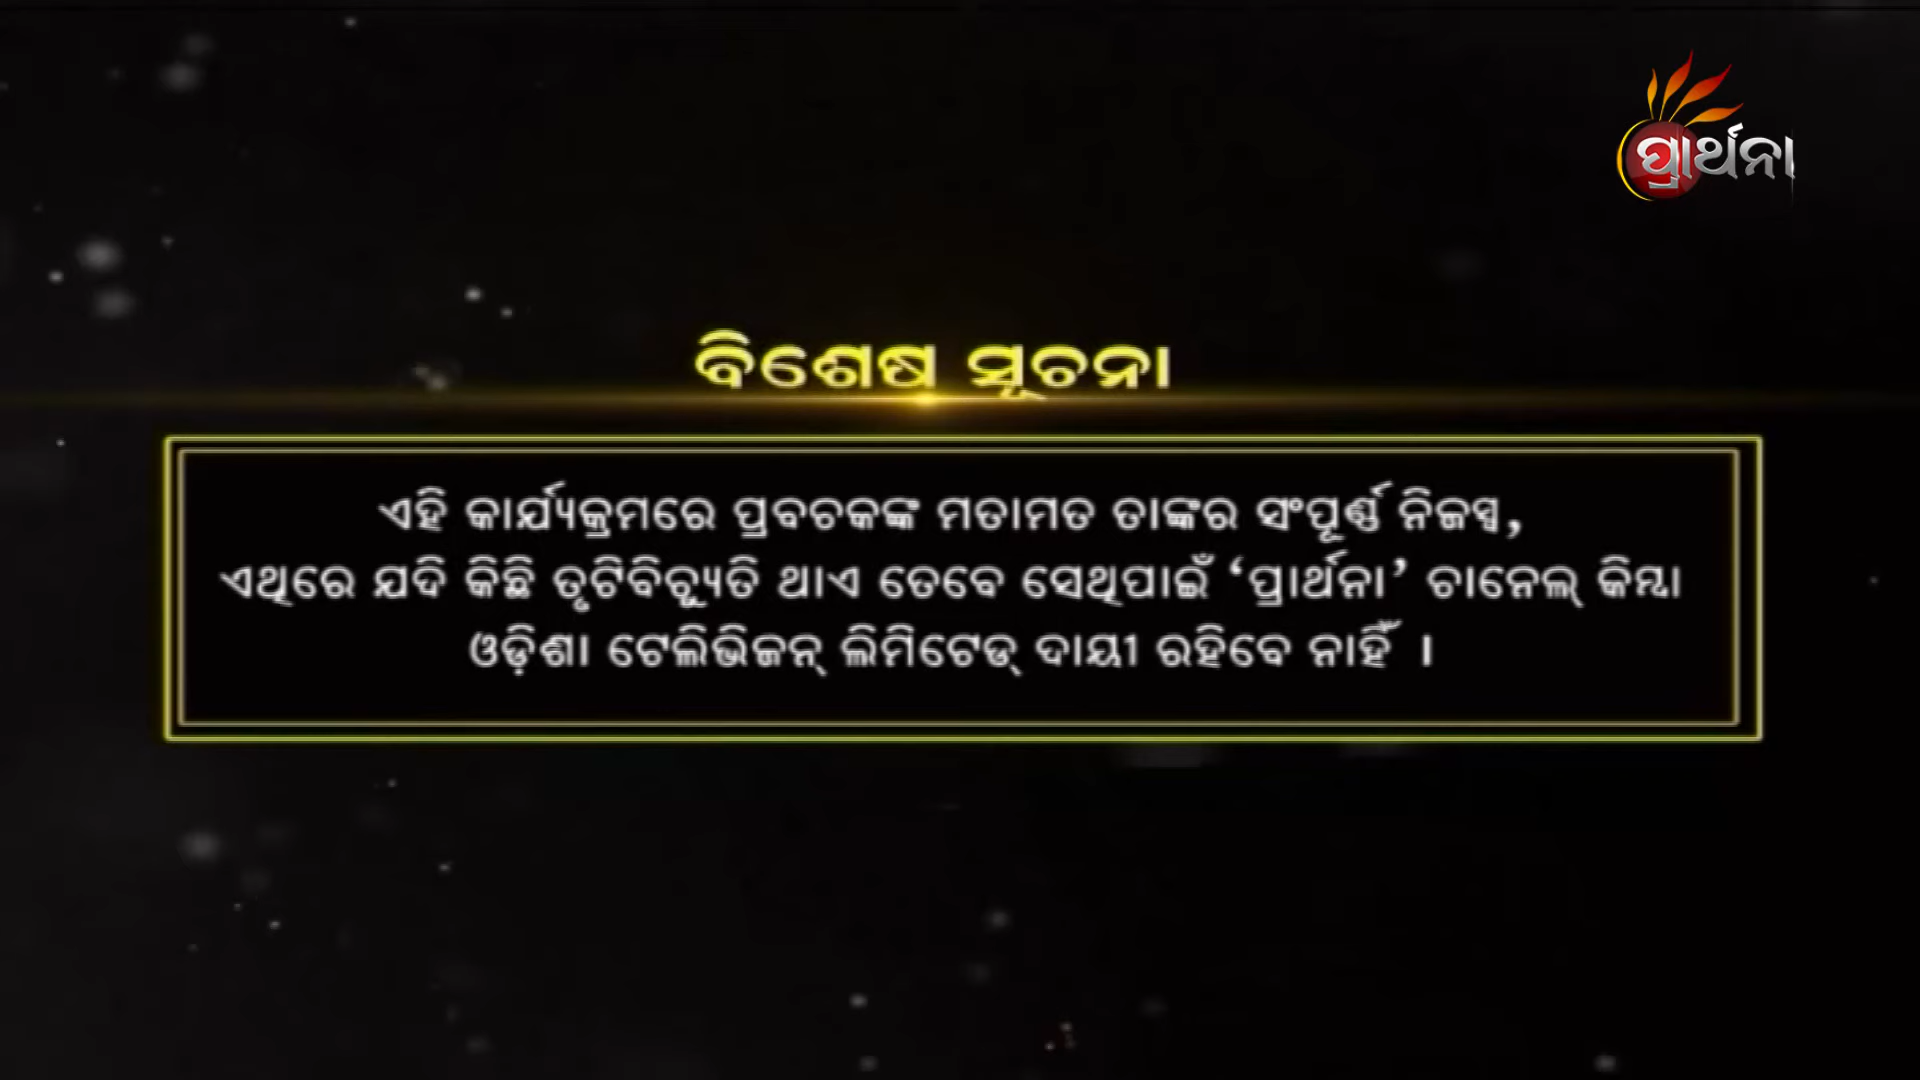 ପ୍ରାର୍ଥନା
ବିଶେଷ ସୂଚନା
ଏହି କାର୍ଯ୍ୟକ୍ରମରେ ପ୍ରବଚକଙ୍କ ମତାମତ ତାଙ୍କର ସଂପୂର୍ଣ୍ଣ ନିଜସ୍ୱ,
ଏଥିରେ ଯଦି କିଛି ତୃଟିବିଚ୍ୟୁତି ଥାଏ ତେବେ ସେଥିପାଇଁ ‘ପ୍ରାର୍ଥନା’ ଚାନେଲ୍ କିମ୍ବା
ଓଡ଼ିଶା ଟେଲିଭିଜନ୍ ଲିମିଟେଡ୍ ଦାୟୀ ରହିବେ ନାହିଁ ।